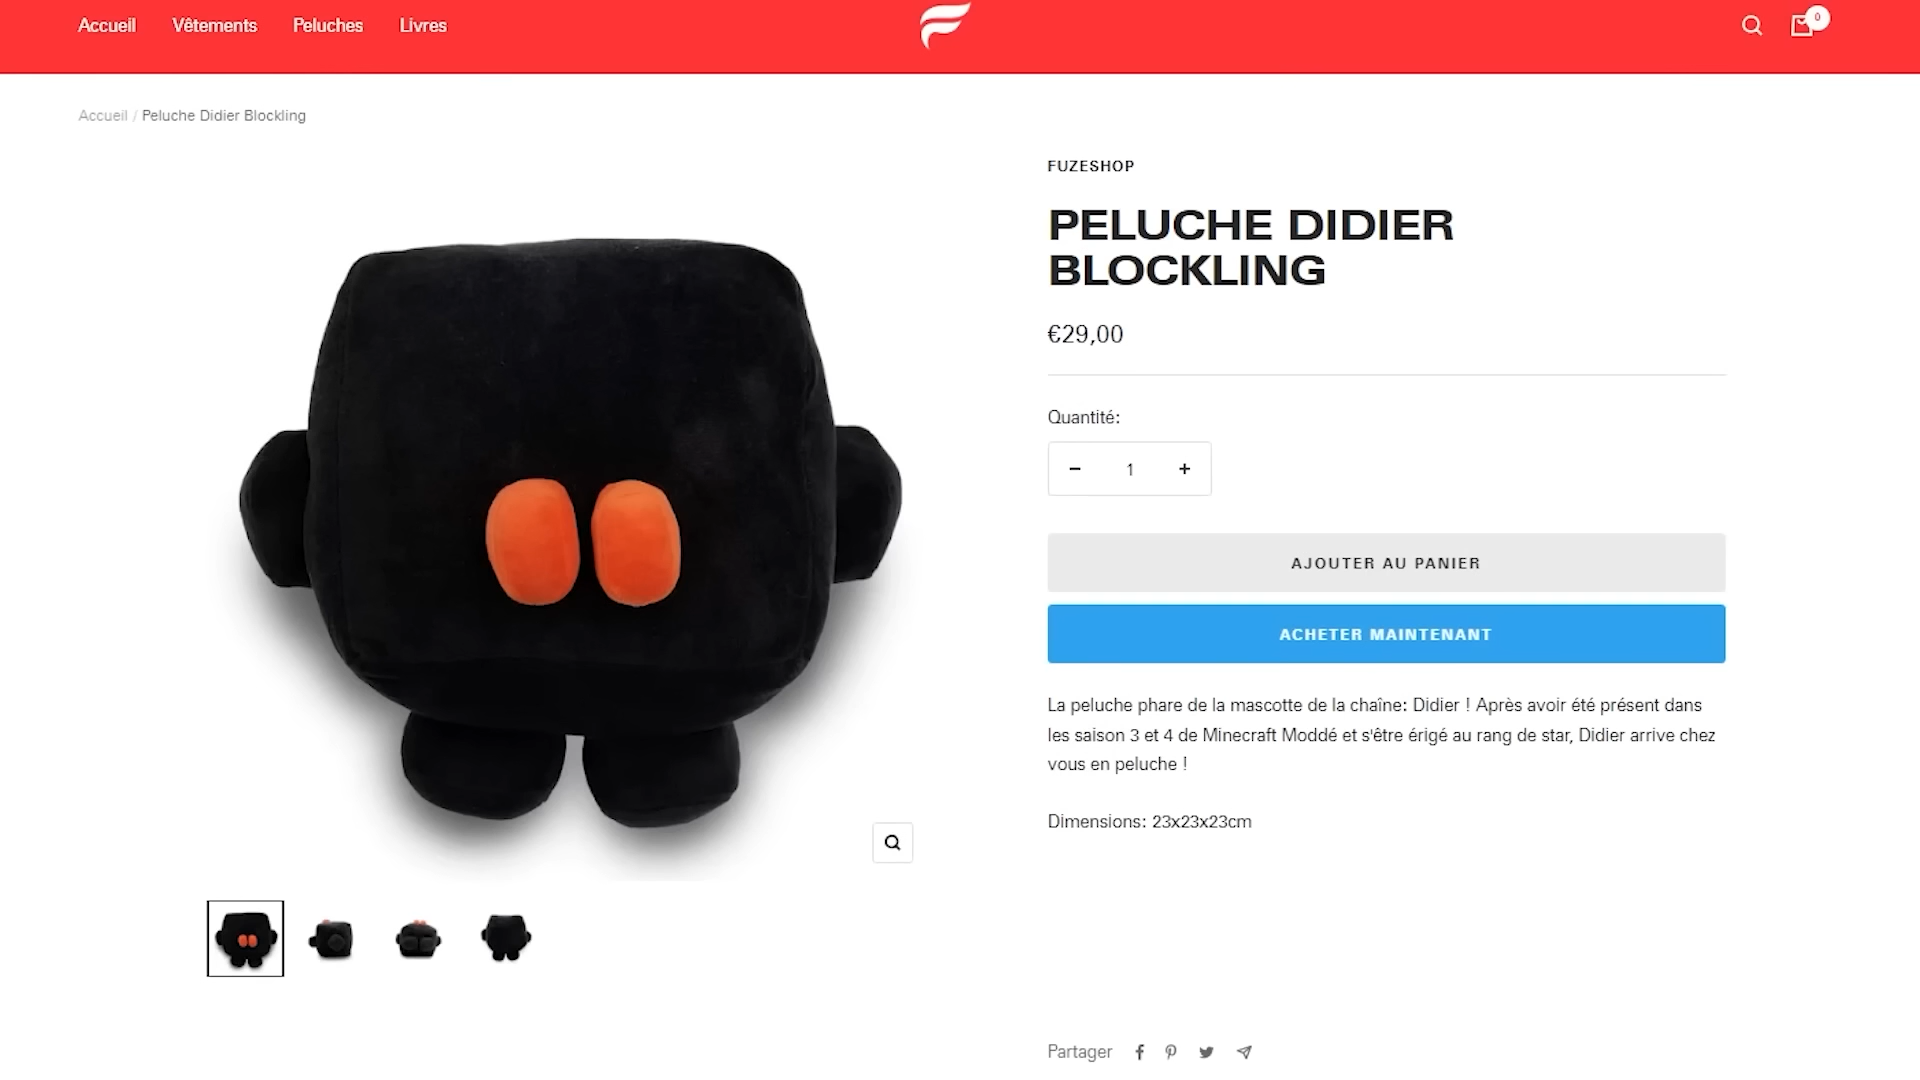 Accueil Vêtements Peluches Livres
0
Accueil / Peluche Didier Blockling
FUZESHOP
PELUCHE DIDIER
BLOCKLING
€29,00
Quantité:
− 1 +
AJOUTER AU PANIER
ACHETER MAINTENANT
La peluche phare de la mascotte de la chaîne: Didier ! Après avoir été présent dans
les saison 3 et 4 de Minecraft Moddé et s'être érigé au rang de star, Didier arrive chez
vous en peluche !
Dimensions: 23x23x23cm
Partager